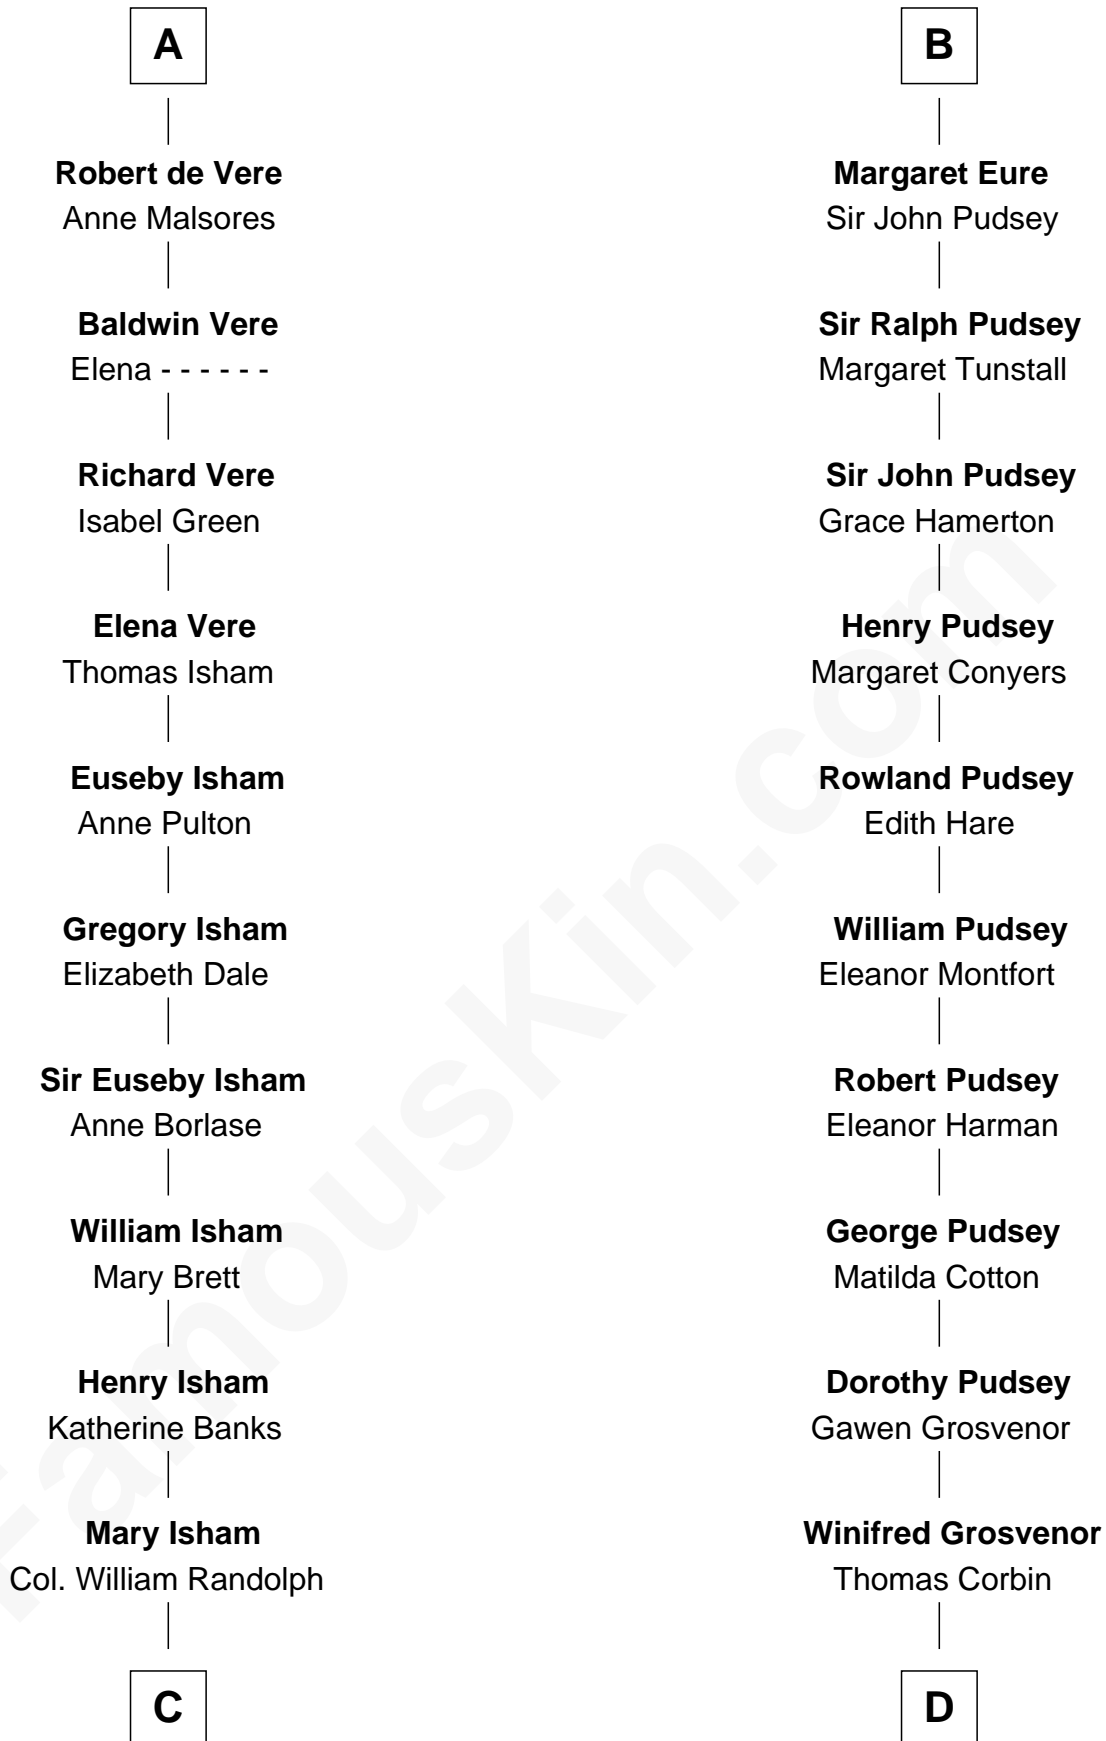 A
Robert de Vere
Anne Malsores
Baldwin Vere
Elena - - - - - -
Richard Vere
Isabel Green
Elena Vere
Thomas Isham
Euseby Isham
Anne Pulton
Gregory Isham
Elizabeth Dale
Sir Euseby Isham
Anne Borlase
William Isham
Mary Brett
Henry Isham
Katherine Banks
Mary Isham
Col. William Randolph
C
B
Margaret Eure
Sir John Pudsey
Sir Ralph Pudsey
Margaret Tunstall
Sir John Pudsey
Grace Hamerton
Henry Pudsey
Margaret Conyers
Rowland Pudsey
Edith Hare
William Pudsey
Eleanor Montfort
Robert Pudsey
Eleanor Harman
George Pudsey
Matilda Cotton
Dorothy Pudsey
Gawen Grosvenor
Winifred Grosvenor
Thomas Corbin
D
FamousKin.com